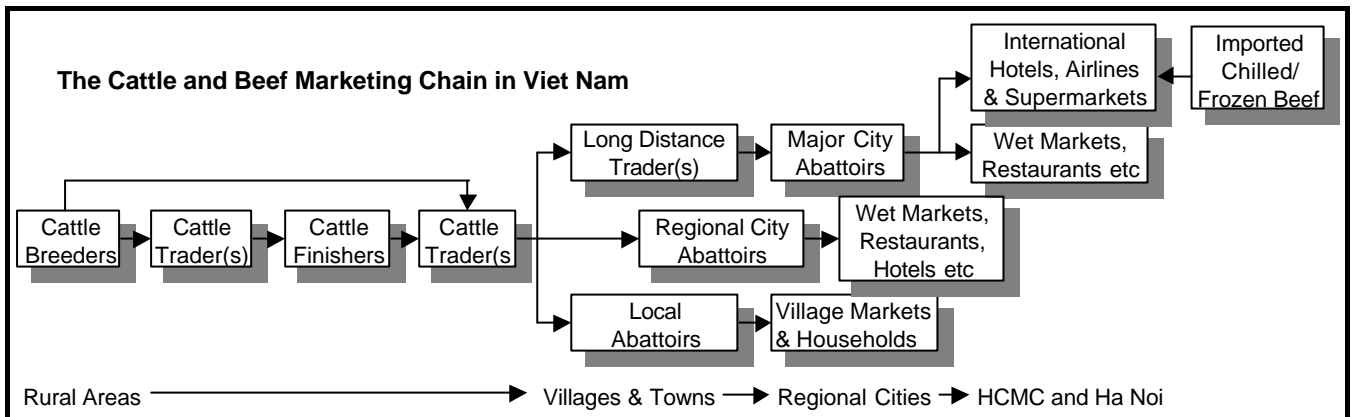 The Cattle and Beef Marketing Chain in Viet Nam
International
Hotels, Airlines
& Supermarkets
Imported
Chilled/
Frozen Beef
Long Distance
Trader(s)
Major City
Abattoirs
Wet Markets,
Restaurants etc
Cattle
Breeders
Cattle
Trader(s)
Cattle
Finishers
Cattle
Trader(s
Regional City
Abattoirs
Wet Markets,
Restaurants,
Hotels etc
Local
Abattoirs
Village Markets
& Households
Rural Areas
Villages & Towns
Regional Cities
HCMC and Ha Noi